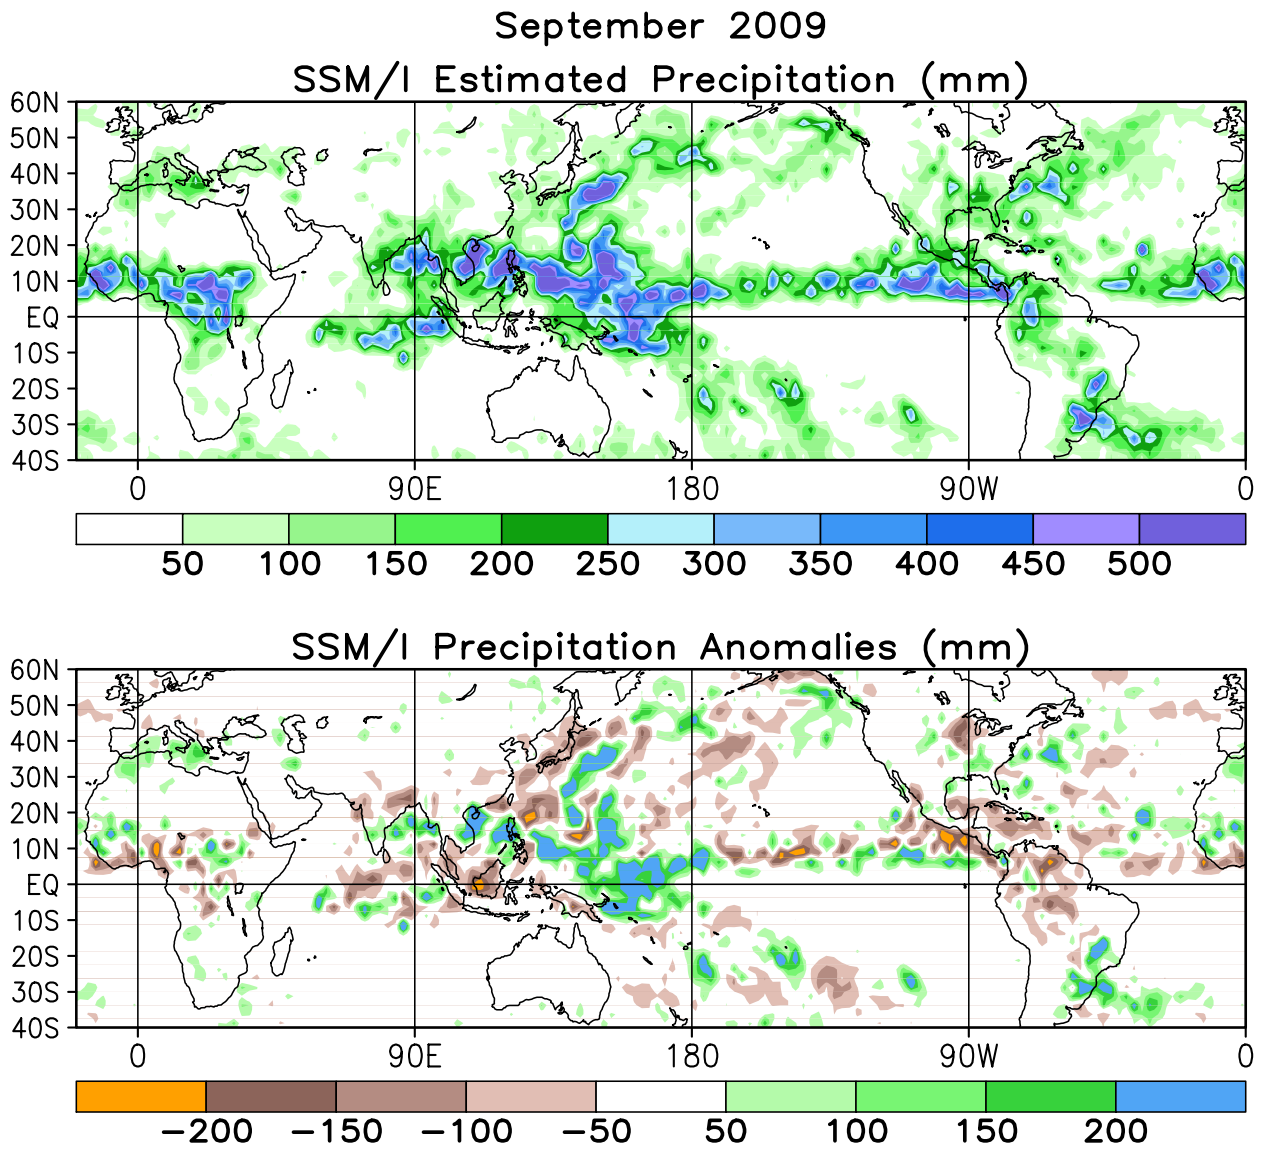 September 2009
SSM/I Estimated Precipitation (mm)
60N
50N
40N
30N
20N
10N
EQ
10S
20S
30S
40S
0 90E 180 90W 0
50 100 150 200 250 300 350 400 450 500
SSM/I Precipitation Anomalies (mm)
60N
50N
40N
30N
20N
10N
EQ
10S
20S
30S
40S
0 90E 180 90W 0
−200 −150 −100 −50 50 100 150 200